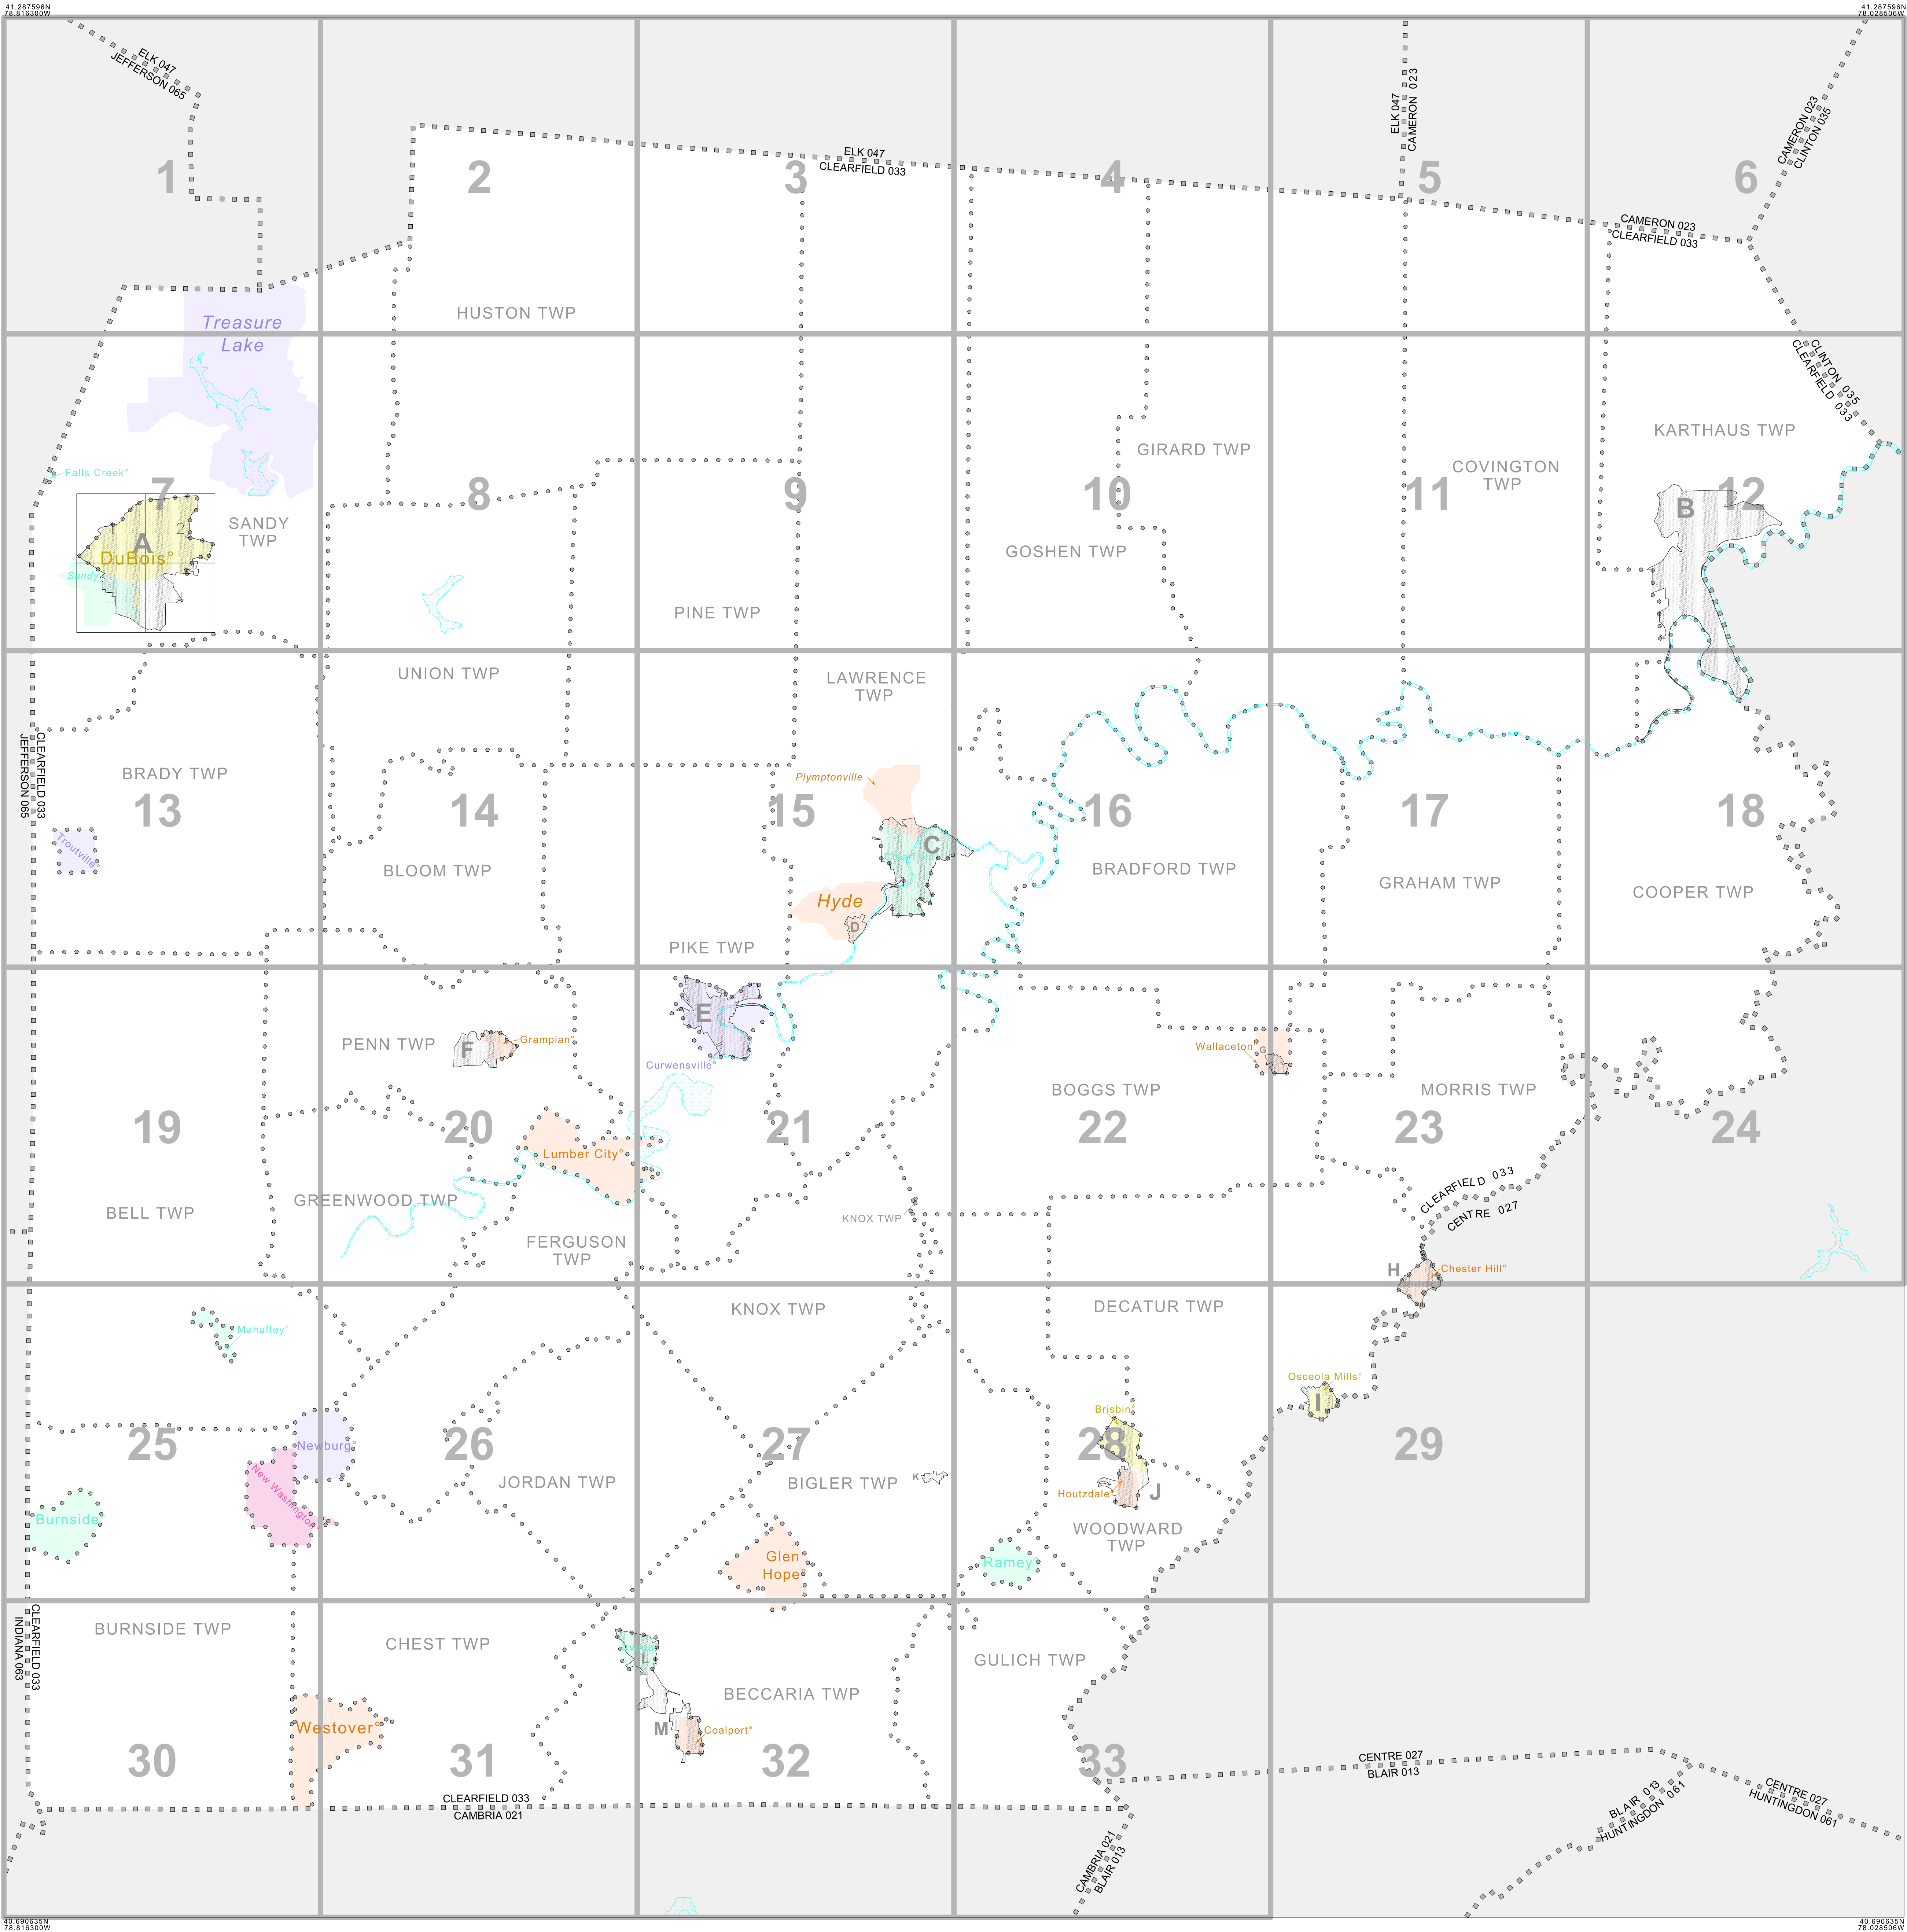 41.287596N
78.816300W
41.287596N
78.028506W
ELK 047
JEFFERSON 065
ELK 047
CLEARFIELD 033
ELK 047
CAMERON 023
CAMERON 023
CLINTON 035
CAMERON 023
CLEARFIELD 033
1
2
3
4
5
6
HUSTON TWP
Treasure
Lake
CLINTON 035
CLEARFIELD 033
KARTHAUS TWP
GIRARD TWP
COVINGTON
TWP
Falls Creek°
7
8
9
10
11
12
B
SANDY
TWP
1
2
A
DuBois°
Sandy
GOSHEN TWP
PINE TWP
UNION TWP
LAWRENCE
TWP
CLEARFIELD 033
JEFFERSON 065
BRADY TWP
Plymptonville
13
14
15
16
17
18
Troutville°
C
Clearfield
BLOOM TWP
BRADFORD TWP
GRAHAM TWP
COOPER TWP
Hyde
D
PIKE TWP
E
PENN TWP
F
Grampian°
Curwensville°
Wallaceton°
G
BOGGS TWP
MORRIS TWP
19
20
21
22
23
24
Lumber City°
GREENWOOD TWP
BELL TWP
KNOX TWP
CLEARFIELD 033
CENTRE 027
FERGUSON
TWP
H
Chester Hill°
KNOX TWP
DECATUR TWP
Mahaffey°
Osceola Mills°
I
Brisbin°
25
Newburg°
26
27
28
29
New Washington°
JORDAN TWP
BIGLER TWP
K
Houtzdale°
J
Burnside°
WOODWARD
TWP
Glen
Hope°
Ramey°
CLEARFIELD 033
INDIANA 063
BURNSIDE TWP
CHEST TWP
L
GULICH TWP
BECCARIA TWP
Westover°
M
Coalport°
30
31
32
33
CENTRE 027
BLAIR 013
CLEARFIELD 033
CAMBRIA 021
BLAIR 013
HUNTINGDON 061
CENTRE 027
HUNTINGDON 061
CAMBRIA 021
BLAIR 013
40.690635N
78.816300W
40.690635N
78.028506W